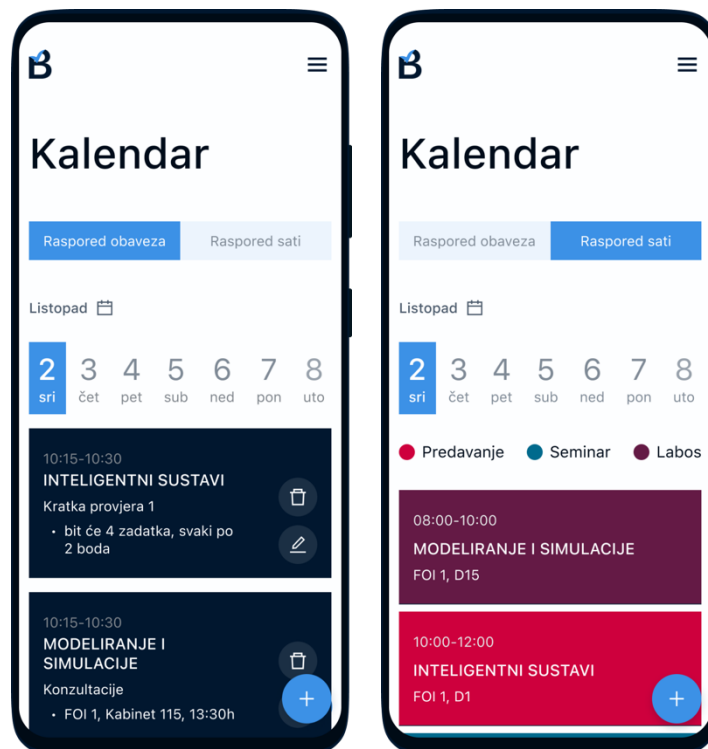 B
Kalendar
Raspored obaveza Raspored sati
Listopad
2 3 4 5 6 7 8
sri čet pet sub ned pon uto
10:15-10:30
INTELIGENTNI SUSTAVI
Kratka provjera 1
• bit će 4 zadatka, svaki po
2 boda
10:15-10:30
MODELIRANJE I
SIMULACIJE
Konzultacije
• FOI 1, Kabinet 115, 13:30h
B
Kalendar
Raspored obaveza Raspored sati
Listopad
2 3 4 5 6 7 8
sri čet pet sub ned pon uto
Predavanje Seminar Labos
08:00-10:00
MODELIRANJE I SIMULACIJE
FOI 1, D15
10:00-12:00
INTELIGENTNI SUSTAVI
FOI 1, D1